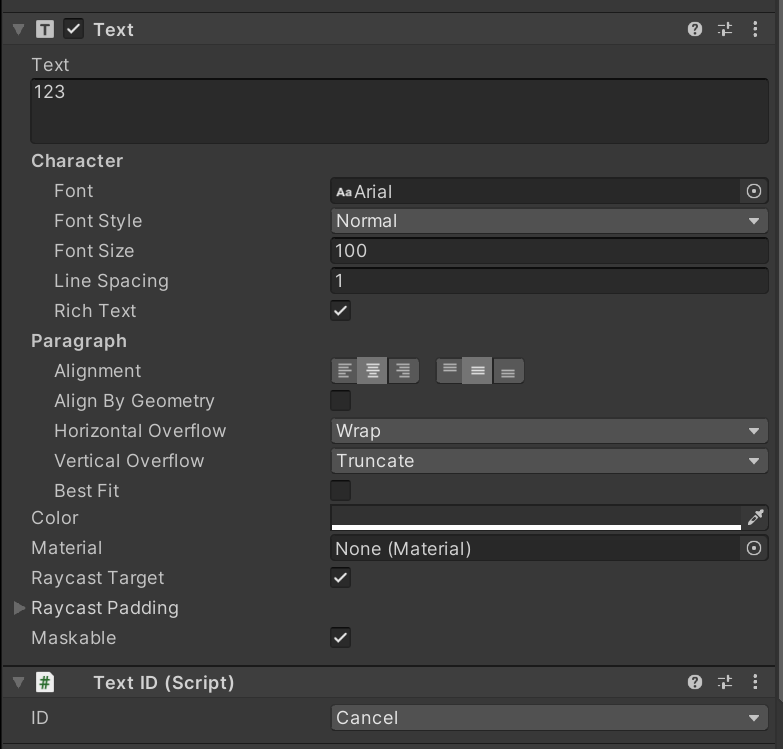 Text
Text
123
Character
Font Aa Arial
Font Style Normal
Font Size 100
Line Spacing 1
Rich Text
Paragraph
Alignment
Align By Geometry
Horizontal Overflow Wrap
Vertical Overflow Truncate
Best Fit
Color
Material None (Material)
Raycast Target
Raycast Padding
Maskable
# Text ID (Script)
ID Cancel